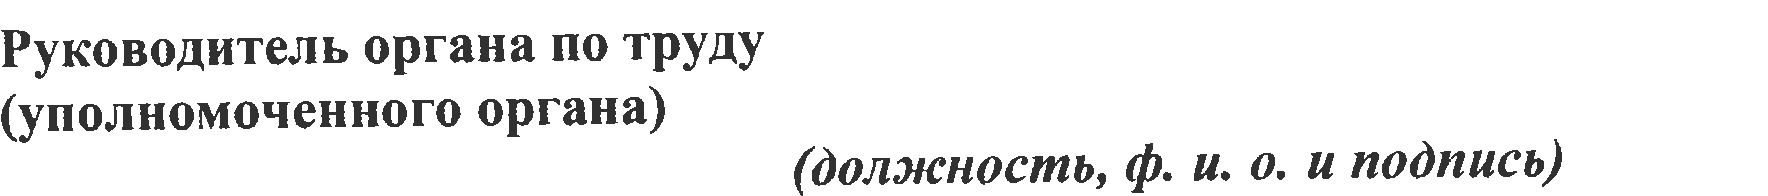 Руководитель органа по труду
(уполномоченного органа)
(должность, ф. и. о. и подпись)